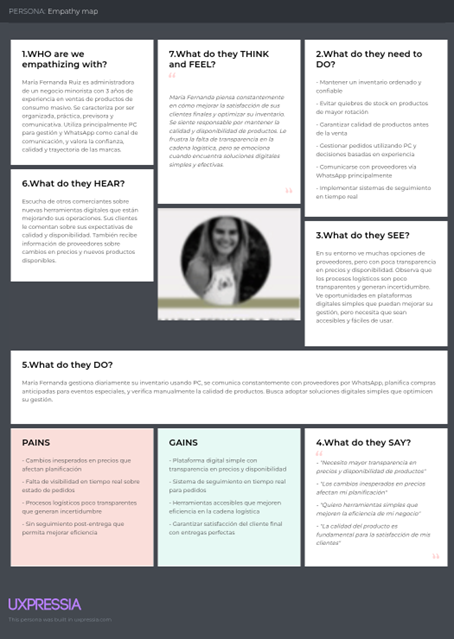 PERSONA: Empathy map
1.WHO are we
empathizing with?
María Fernanda Ruiz es administradora
de un negocio minorista con 3 años de
experiencia en ventas de productos de
consumo masivo. Se caracteriza por ser
organizada, práctica, previsora y
comunicativa. Utiliza principalmente PC
para gestión y WhatsApp como canal de
comunicación, y valora la confianza,
calidad y trayectoria de las marcas.
6.What do they HEAR?
Escucha de otros comerciantes sobre
nuevas herramientas digitales que están
mejorando sus operaciones. Sus clientes
le comentan sobre sus expectativas de
calidad y disponibilidad. También recibe
información de proveedores sobre
cambios en precios y nuevos productos
disponibles.
7.What do they THINK
and FEEL?
María Fernanda piensa constantemente
en cómo mejorar la satisfacción de sus
clientes finales y optimizar su inventario.
Se siente responsable por mantener la
calidad y disponibilidad de productos. Le
frustra la falta de transparencia en la
cadena logística, pero se emociona
cuando encuentra soluciones digitales
simples y efectivas.
2.What do they need to
DO?
- Mantener un inventario ordenado y
confiable
- Evitar quiebres de stock en productos
de mayor rotación
- Garantizar calidad de productos antes
de la venta
- Gestionar pedidos utilizando PC y
decisiones basadas en experiencia
- Comunicarse con proveedores vía
WhatsApp principalmente
- Implementar sistemas de seguimiento
en tiempo real
3.What do they SEE?
En su entorno ve muchas opciones de
proveedores, pero con poca transparencia
en precios y disponibilidad. Observa que
los procesos logísticos son poco
transparentes y generan incertidumbre.
Ve oportunidades en plataformas
digitales simples que puedan mejorar su
gestión, pero necesita que sean
accesibles y fáciles de usar.
5.What do they DO?
María Fernanda gestiona diariamente su inventario usando PC, se comunica constantemente con proveedores por WhatsApp, planifica compras
anticipadas para eventos especiales, y verifica manualmente la calidad de productos. Busca adoptar soluciones digitales simples que optimicen
su gestión.
PAINS
- Cambios inesperados en precios que
afectan planificación
- Falta de visibilidad en tiempo real sobre
estado de pedidos
- Procesos logísticos poco transparentes
que generan incertidumbre
- Sin seguimiento post-entrega que
permita mejorar eficiencia
GAINS
- Plataforma digital simple con
transparencia en precios y disponibilidad
- Sistema de seguimiento en tiempo real
para pedidos
- Herramientas accesibles que mejoren
eficiencia en la cadena logística
- Garantizar satisfacción del cliente final
con entregas perfectas
4.What do they SAY?
- "Necesito mayor transparencia en
precios y disponibilidad de productos"
- "Los cambios inesperados en precios
afectan mi planificación"
- "Quiero herramientas simples que
mejoren la eficiencia de mi negocio"
- "La calidad del producto es
fundamental para la satisfacción de mis
clientes"
UXPRESSIA
This persona was built in uxpressia.com